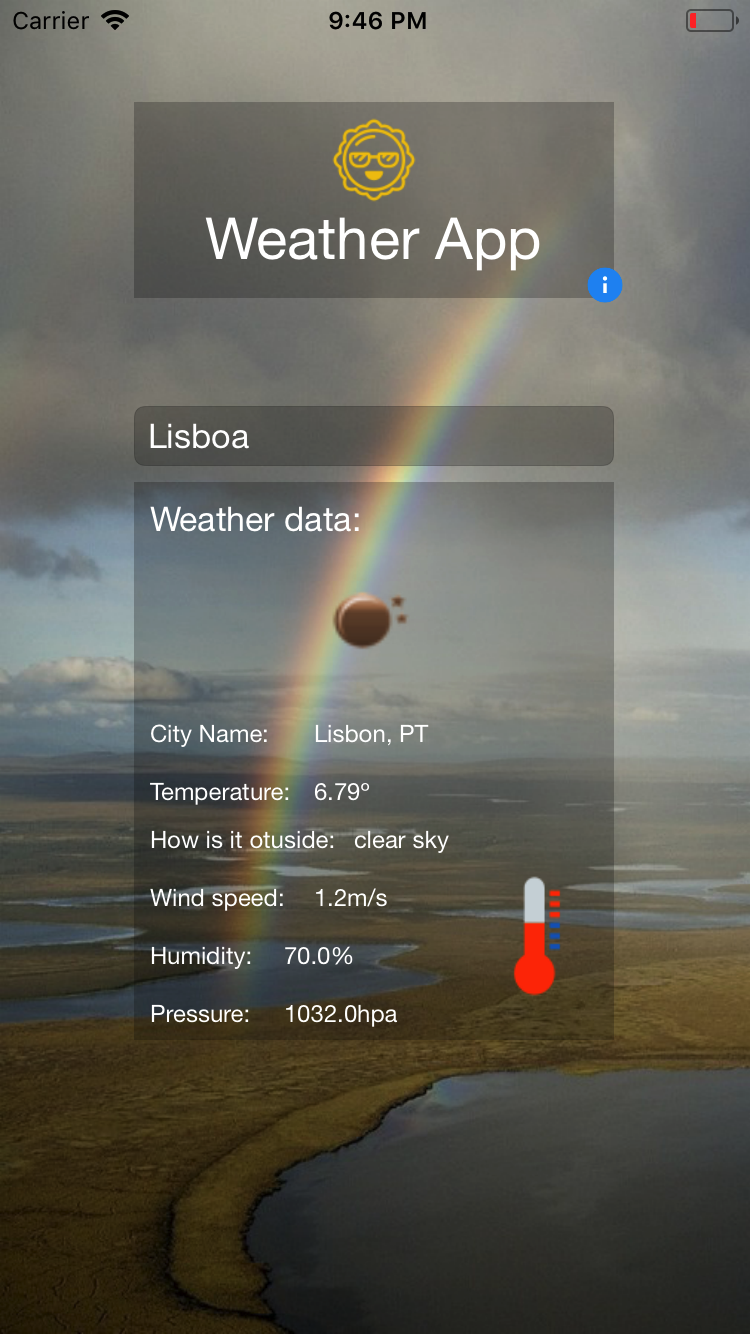 Carrier 9:46 PM
Weather App
i
Lisboa
Weather data:
City Name: Lisbon, PT
Temperature: 6.79º
How is it otuside: clear sky
Wind speed: 1.2m/s
Humidity: 70.0%
Pressure: 1032.0hpa